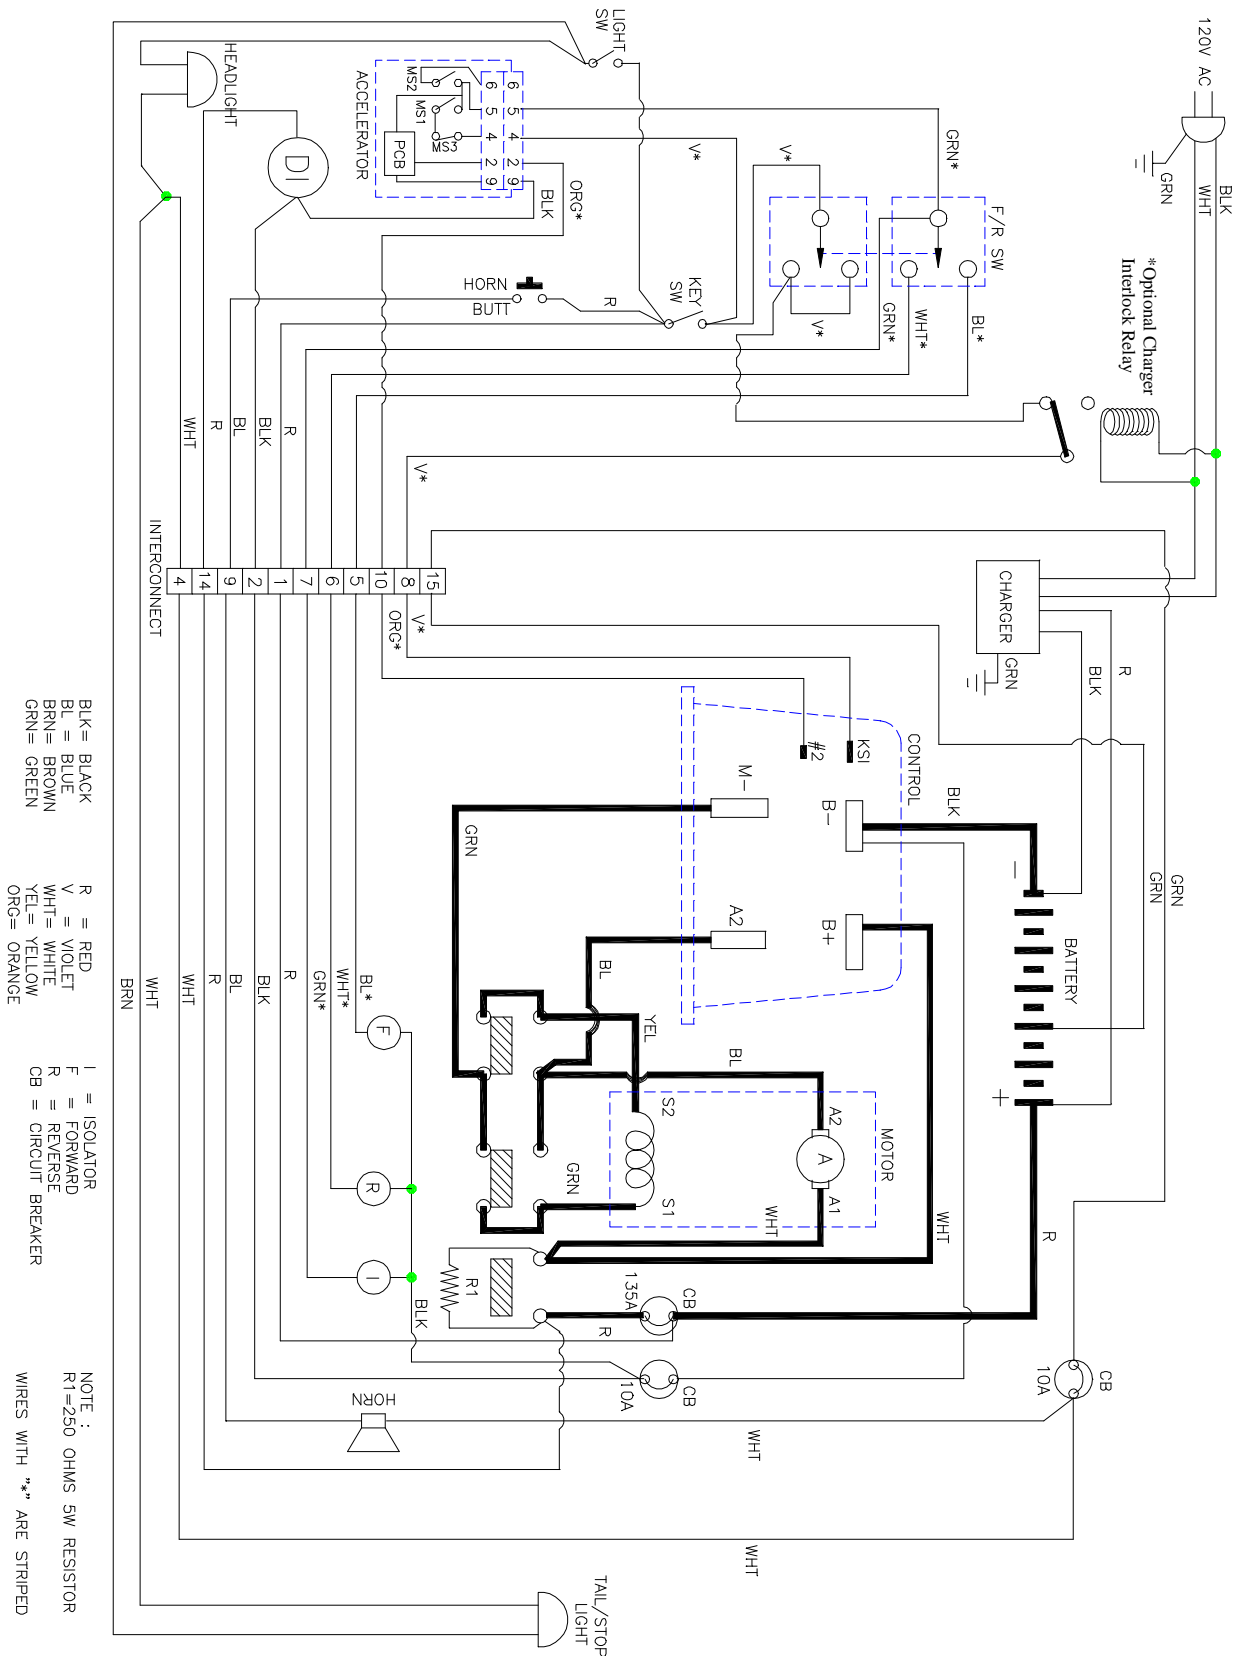 120V AC
BLK
WHT
GRN
*Optional Charger
Interlock Relay
F/R SW
GRN*
V*
V*
V*
GRN*
WHT*
BL*
LIGHT
SW
HEADLIGHT
ACCELERATOR
MS2
MS1
MS3
PCB
6 6
5 5
4 4
2 2
9 9
DI
BLK
ORG*
HORN
BUTT
R
KEY
SW
WHT
R
BL
BLK
R
V*
INTERCONNECT
4
14
9
2
1
7
6
5
10
8
15
ORG*
V*
CHARGER
GRN
BLK
R
CONTROL
KSI
#2
M-
B-
A2
B+
BLK
GRN
GRN
GRN
BATTERY
-
+
BL
YEL
BL
S2
S1
GRN
MOTOR
A2
A
A1
WHT
WHT
R
R1
135A
CB
R
10A
CB
10A
CB
F
R
I
BLK
BL*
WHT*
GRN*
R
BLK
BL
R
WHT
WHT
BRN
HORN
WHT
WHT
TAIL/STOP
LIGHT
BLK= BLACK
BL = BLUE
BRN= BROWN
GRN= GREEN
R = RED
V = VIOLET
WHT= WHITE
YEL= YELLOW
ORG= ORANGE
I = ISOLATOR
F = FORWARD
R = REVERSE
CB = CIRCUIT BREAKER
NOTE :
R1=250 OHMS 5W RESISTOR
WIRES WITH "*" ARE STRIPED